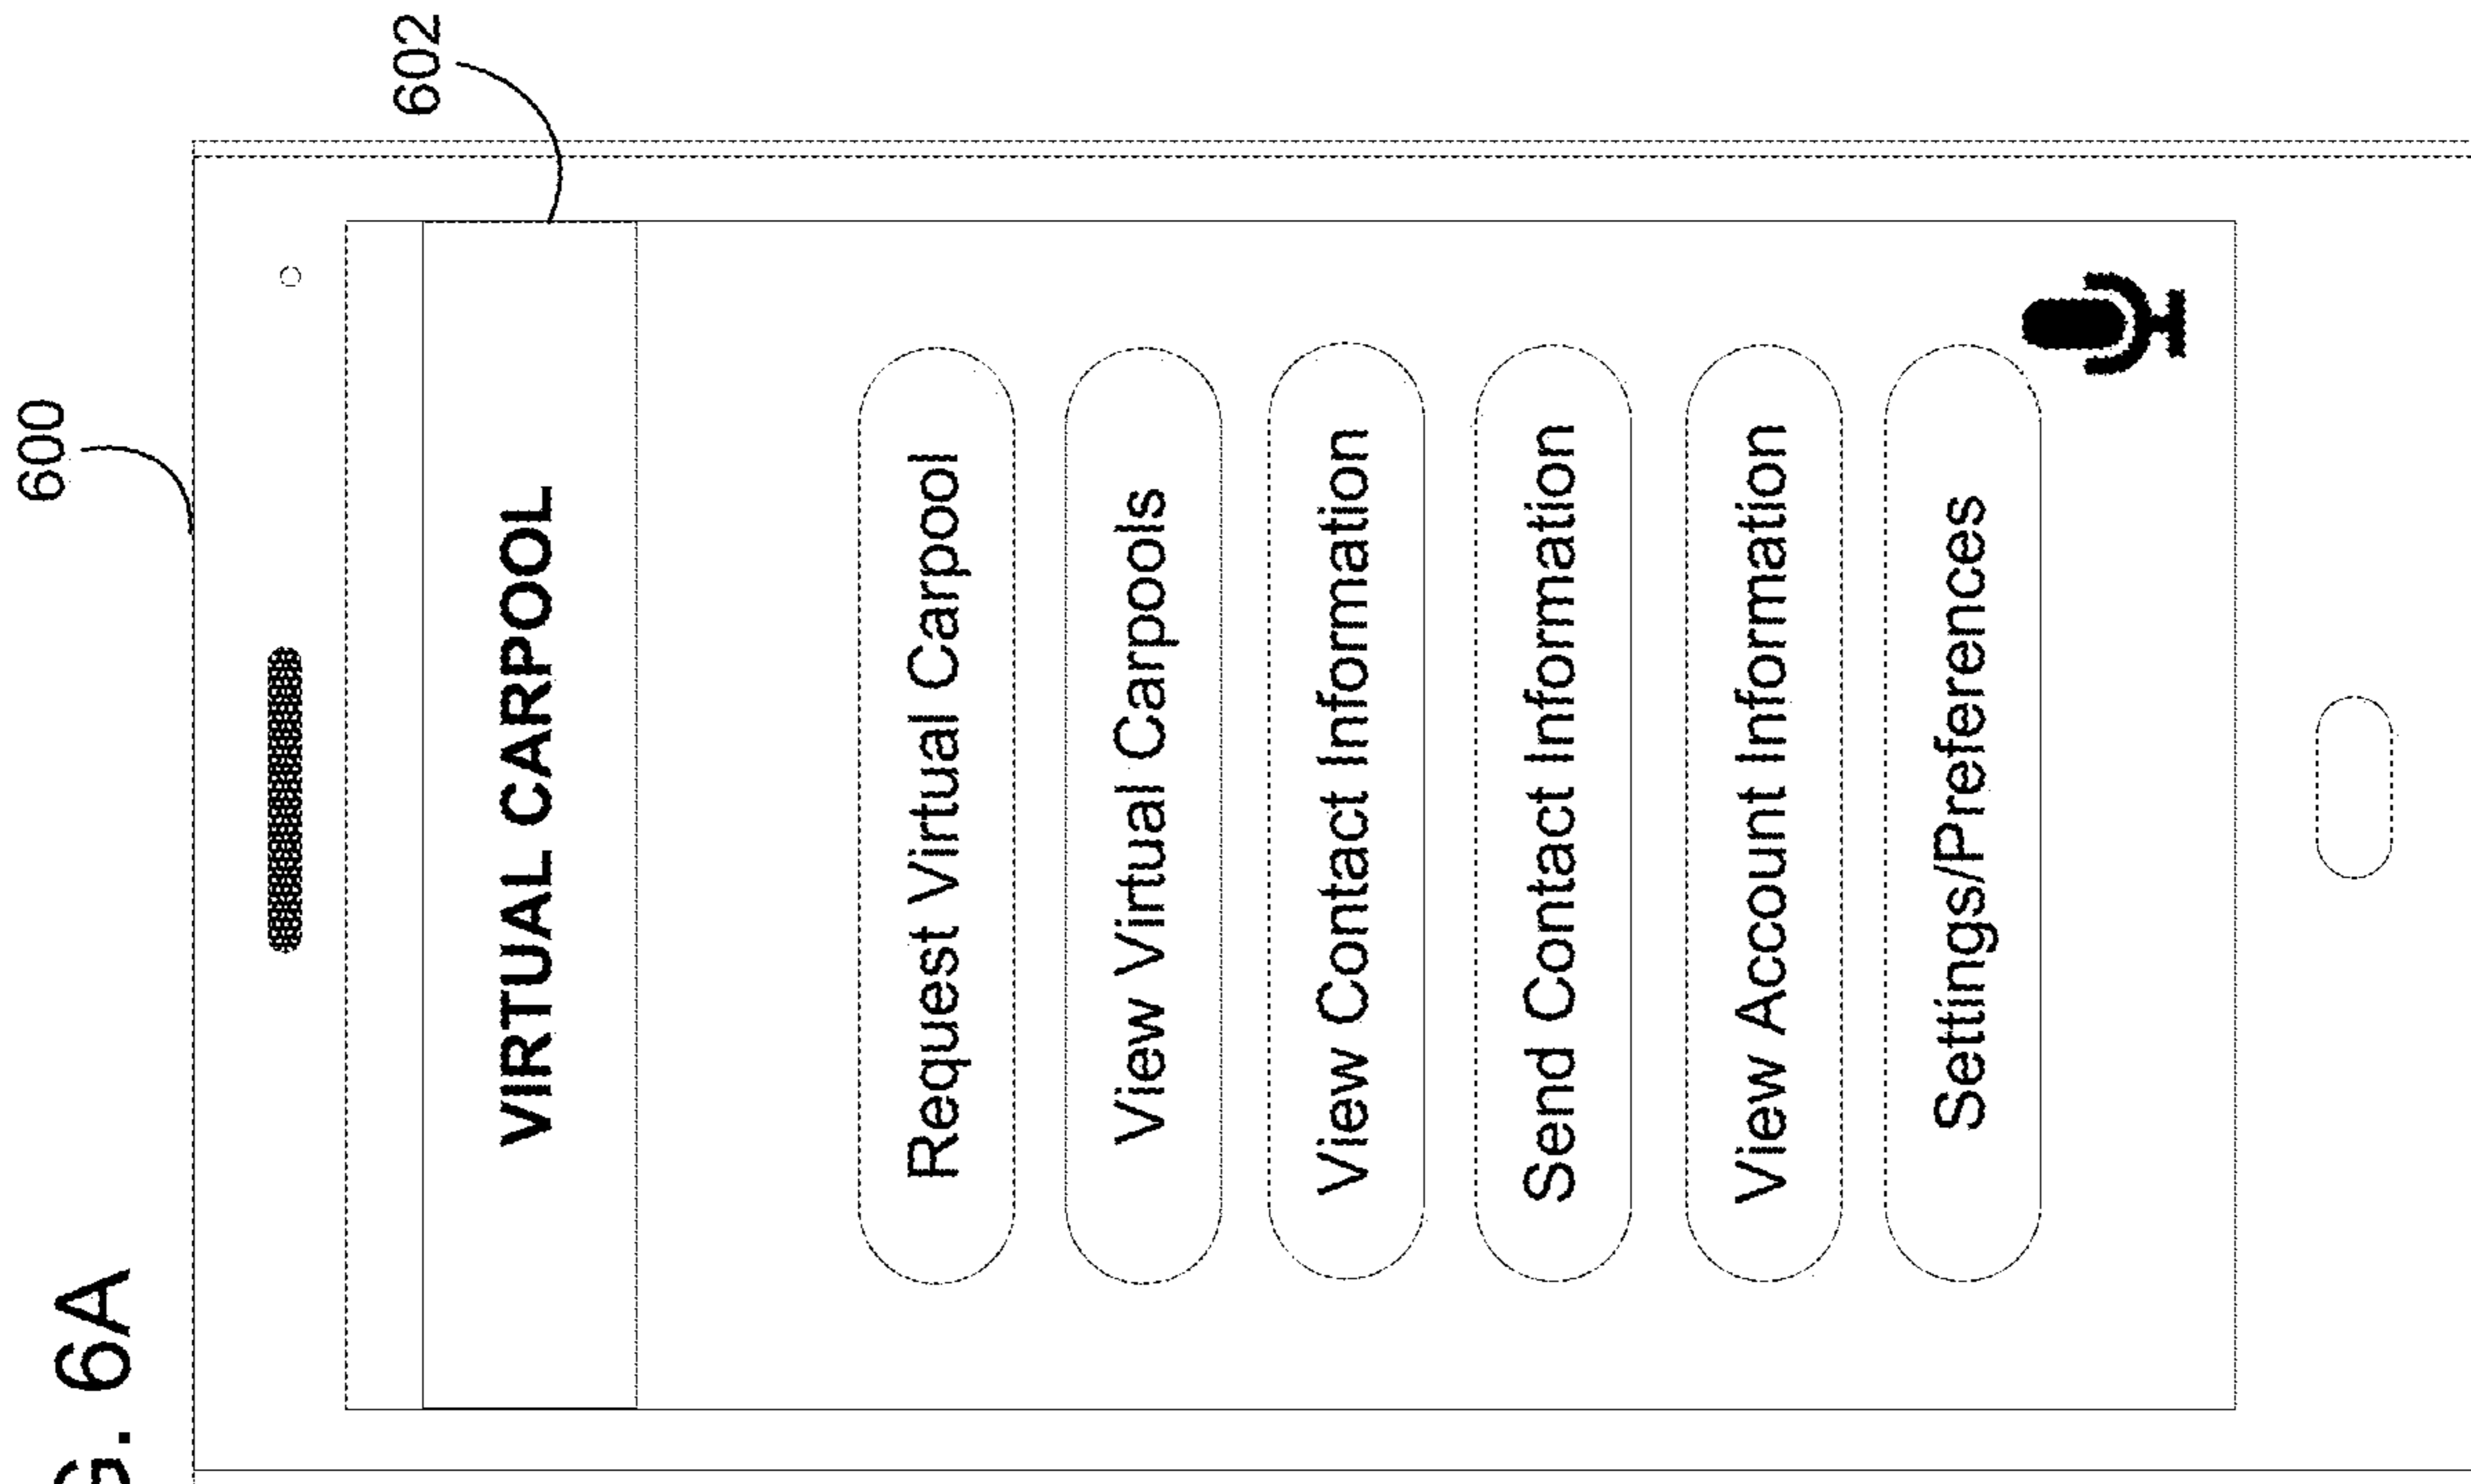 G. 6A
600
602
VIRTUAL CARPOOL
Request Virtual Carpool
View Virtual Carpools
View Contact Information
Send Contact Information
View Account Information
Settings/Preferences